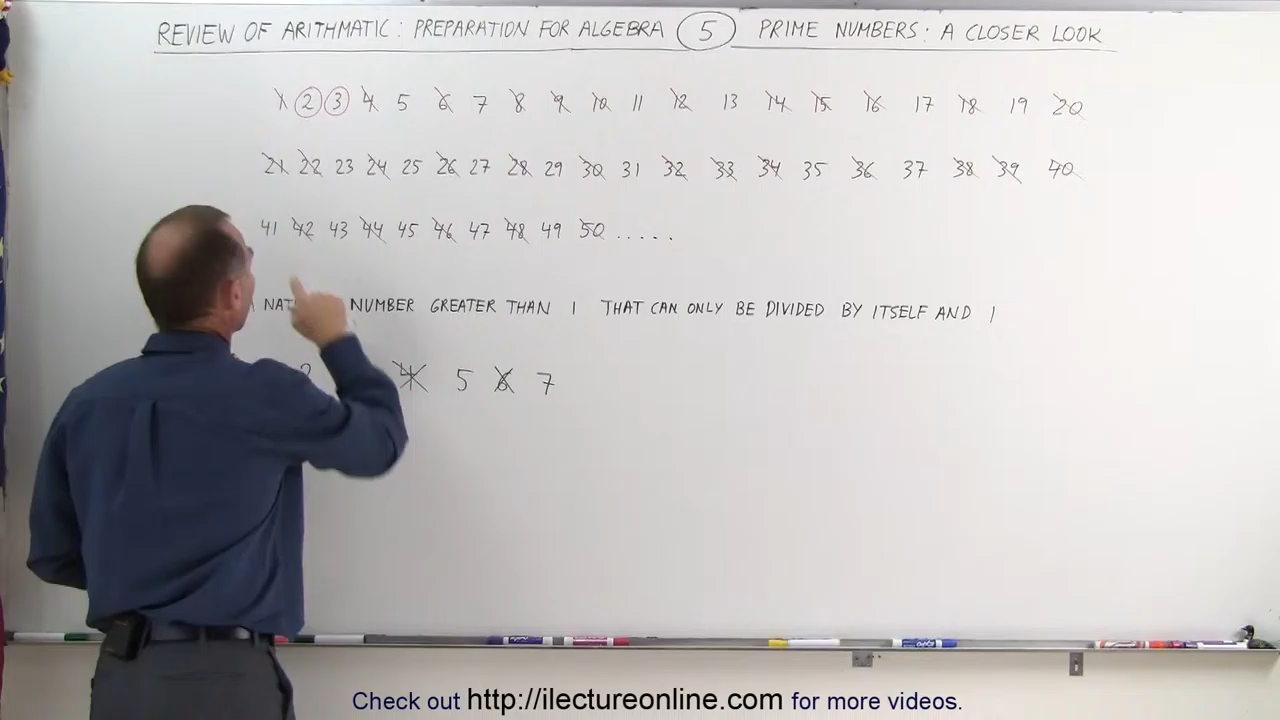 REVIEW OF ARITHMATIC : PREPARATION FOR ALGEBRA 5 PRIME NUMBERS : A CLOSER LOOK
1 2 3 4 5 6 7 8 9 10 11 12 13 14 15 16 17 18 19 20
21 22 23 24 25 26 27 28 29 30 31 32 33 34 35 36 37 38 39 40
41 42 43 44 45 46 47 48 49 50 .....
NUMBER GREATER THAN 1 THAT CAN ONLY BE DIVIDED BY ITSELF AND 1
4 5 6 7
Check out http://ilectureonline.com for more videos.